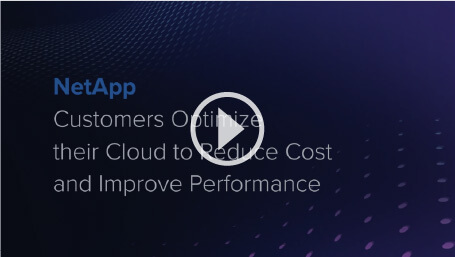 NetApp
Customers Optimize
their Cloud to Reduce Cost
and Improve Performance